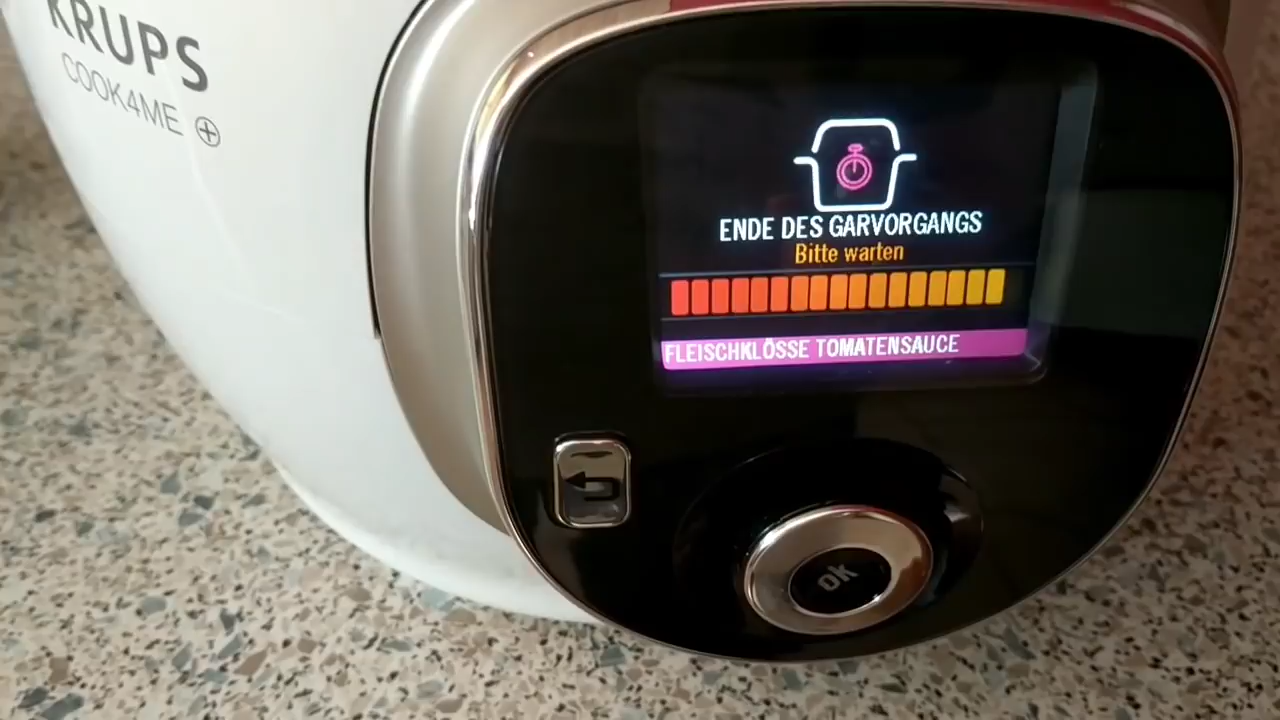 KRUPS
COOK4ME +
ENDE DES GARVORGANGS
Bitte warten
FLEISCHKLÖSSE TOMATENSAUCE
ok